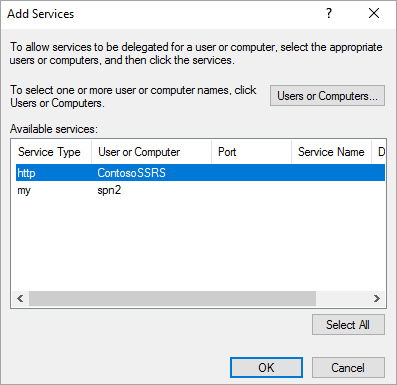 Add Services
?
To allow services to be delegated for a user or computer, select the appropriate
users or computers, and then click the services.
To select one or more user or computer names, click
Users or Computers.
Users or Computers...
Available services:
Service Type User or Computer Port Service Name D
http ContosoSSRS
my spn2
Select All
OK Cancel